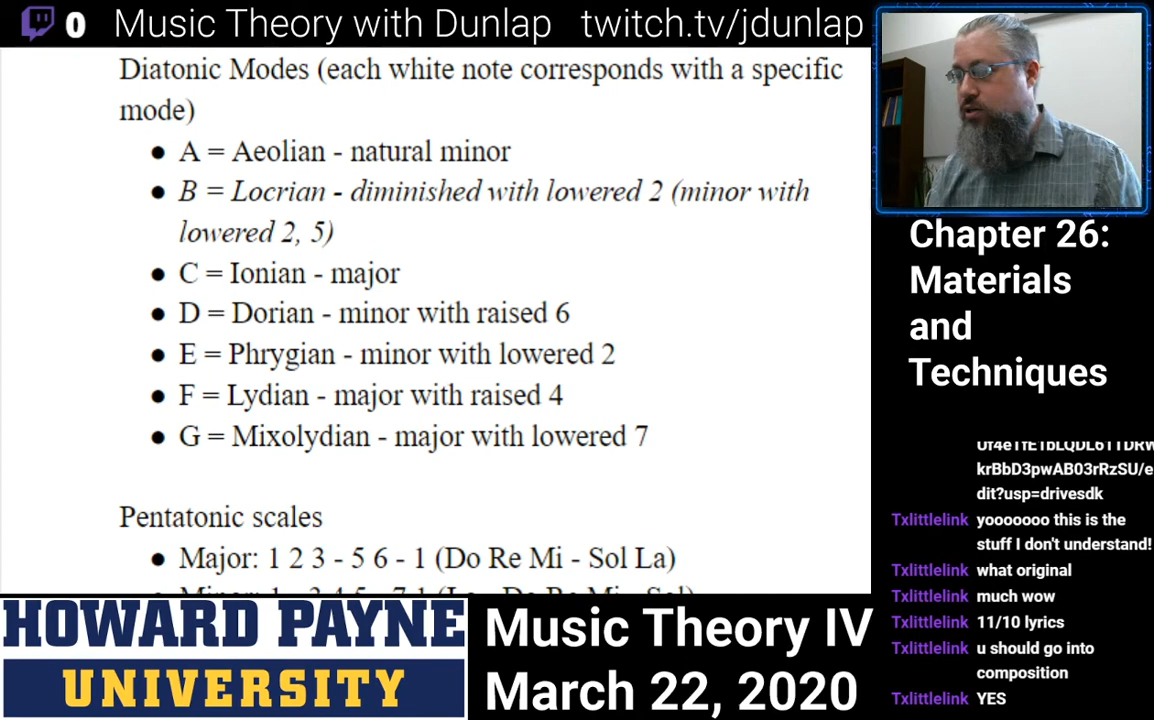 0 Music Theory with Dunlap twitch.tv/jdunlap
Diatonic Modes (each white note corresponds with a specific
mode)
● A = Aeolian - natural minor
● B = Locrian - diminished with lowered 2 (minor with
lowered 2, 5)
● C = Ionian - major
● D = Dorian - minor with raised 6
● E = Phrygian - minor with lowered 2
● F = Lydian - major with raised 4
● G = Mixolydian - major with lowered 7
Pentatonic scales
● Major: 1 2 3 - 5 6 - 1 (Do Re Mi - Sol La)
Chapter 26:
Materials
and
Techniques
krBbD3pwAB03rRzSU/e
dit?usp=drivesdk
Txlittlelink yooooooo this is the
stuff I don't understand!
Txlittlelink what original
Txlittlelink much wow
Txlittlelink 11/10 lyrics
Txlittlelink u should go into
composition
Txlittlelink YES
HOWARD PAYNE
UNIVERSITY
Music Theory IV
March 22, 2020